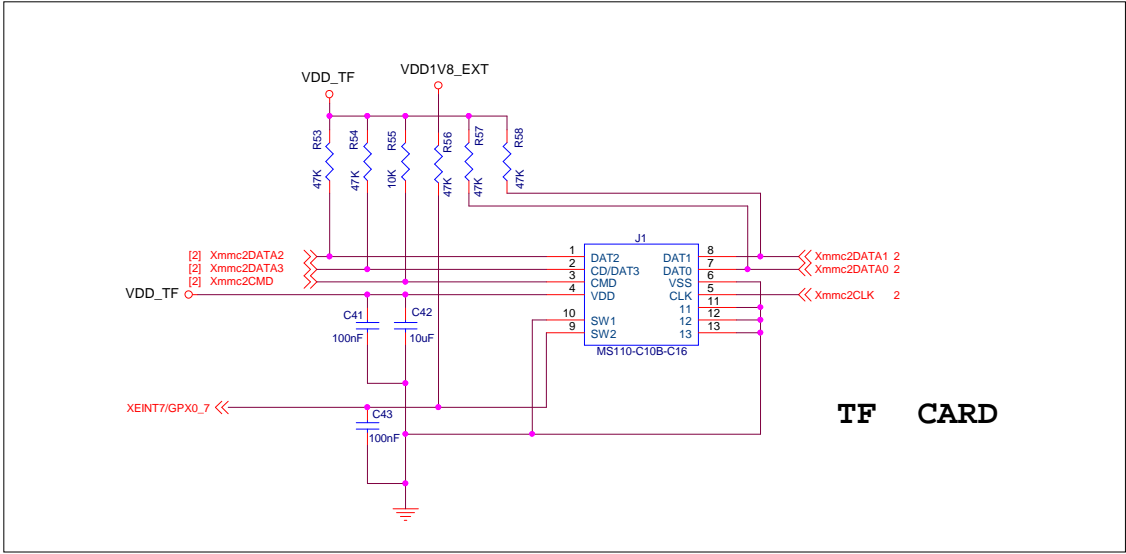 VDD_TF
VDD1V8_EXT
R53
47K
R54
47K
R55
10K
R56
47K
R57
47K
R58
47K
J1
[2] Xmmc2DATA2
1
DAT2
DAT1
8
Xmmc2DATA1 2
[2] Xmmc2DATA3
2
CD/DAT3
DAT0
7
Xmmc2DATA0 2
[2] Xmmc2CMD
3
CMD
VSS
6
VDD_TF
4
VDD
CLK
5
Xmmc2CLK 2
11
11
10
SW1
12
12
9
SW2
13
13
MS110-C10B-C16
C41
100nF
C42
10uF
XEINT7/GPX0_7
C43
100nF
TF CARD